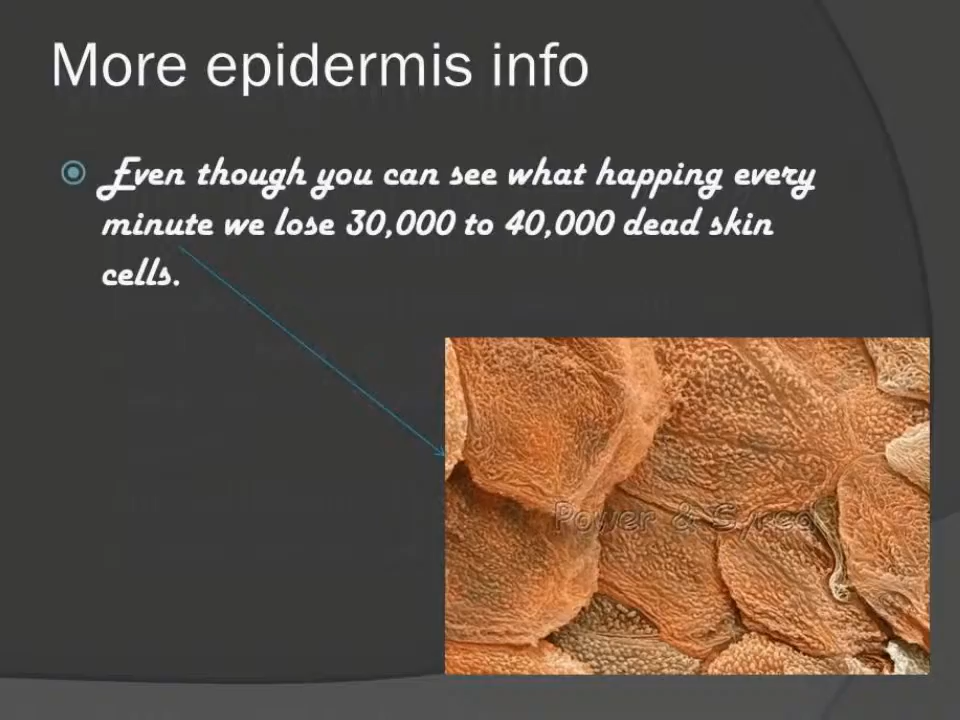 More epidermis info
Even though you can see what happing every
minute we lose 30,000 to 40,000 dead skin
cells.
Power & Syred